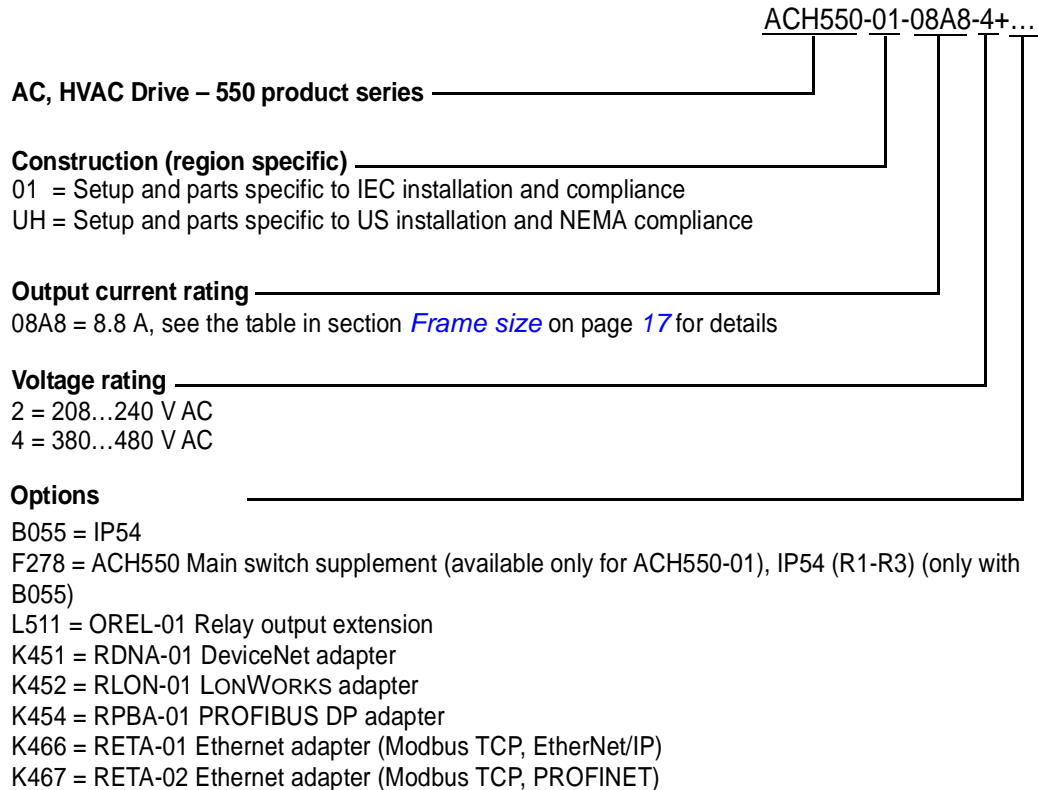 ACH550-01-08A8-4+…
AC, HVAC Drive – 550 product series
Construction (region specific)
01 = Setup and parts specific to IEC installation and compliance
UH = Setup and parts specific to US installation and NEMA compliance
Output current rating
08A8 = 8.8 A, see the table in section Frame size on page 17 for details
Voltage rating
2 = 208…240 V AC
4 = 380…480 V AC
Options
B055 = IP54
F278 = ACH550 Main switch supplement (available only for ACH550-01), IP54 (R1-R3) (only with
B055)
L511 = OREL-01 Relay output extension
K451 = RDNA-01 DeviceNet adapter
K452 = RLON-01 LONWORKS adapter
K454 = RPBA-01 PROFIBUS DP adapter
K466 = RETA-01 Ethernet adapter (Modbus TCP, EtherNet/IP)
K467 = RETA-02 Ethernet adapter (Modbus TCP, PROFINET)